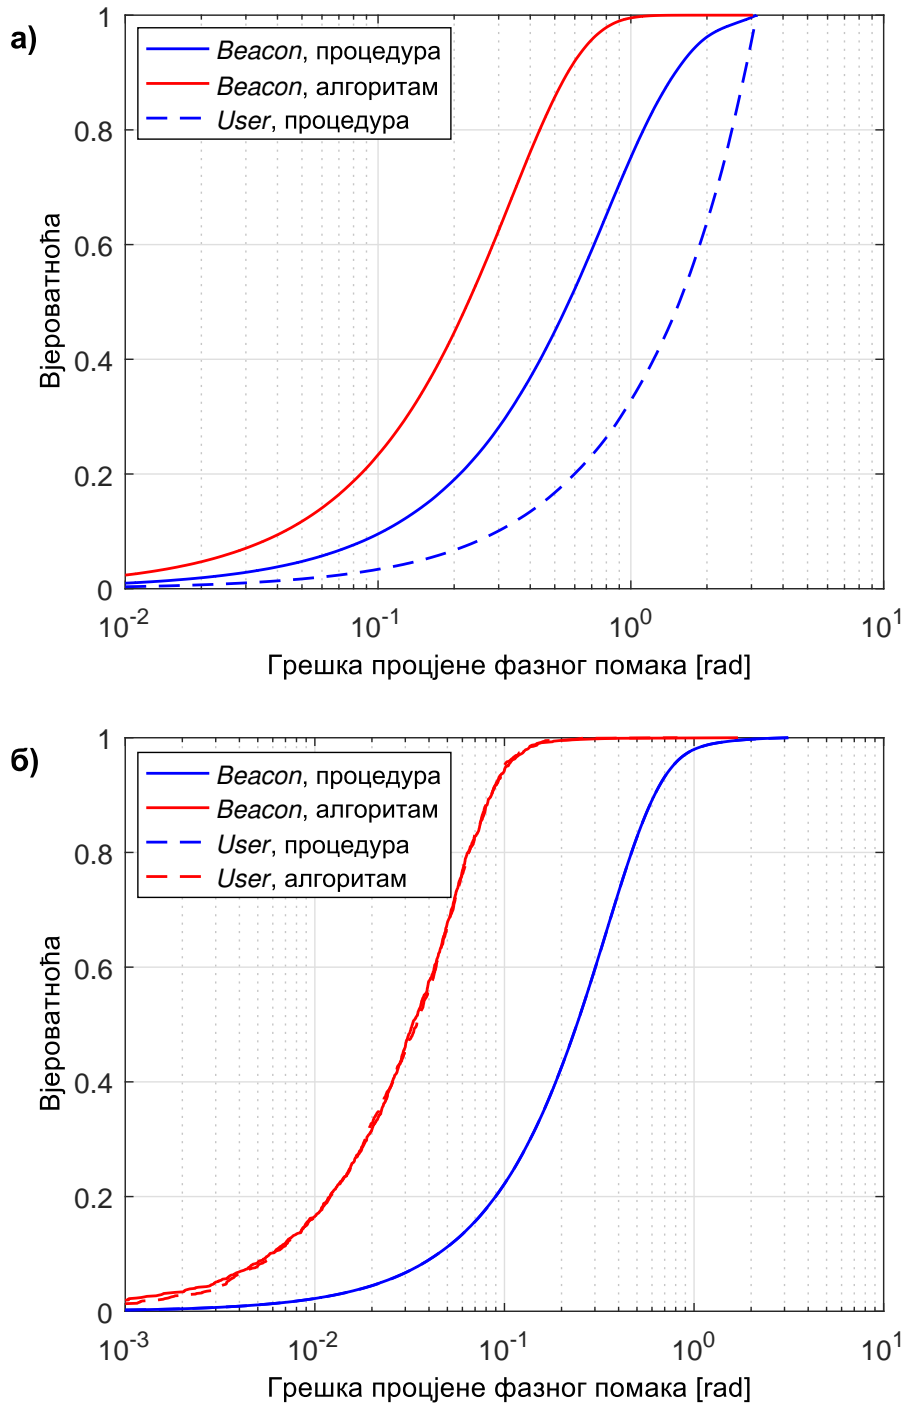 а)
1
0.8
0.6
0.4
0.2
0
Вјероватноћа
Beacon, процедура
Beacon, алгоритам
User, процедура
10-2
10-1
100
101
Грешка процјене фазног помака [rad]
б)
1
0.8
0.6
0.4
0.2
0
Вјероватноћа
Beacon, процедура
Beacon, алгоритам
User, процедура
User, алгоритам
10-3
10-2
10-1
100
101
Грешка процјене фазног помака [rad]